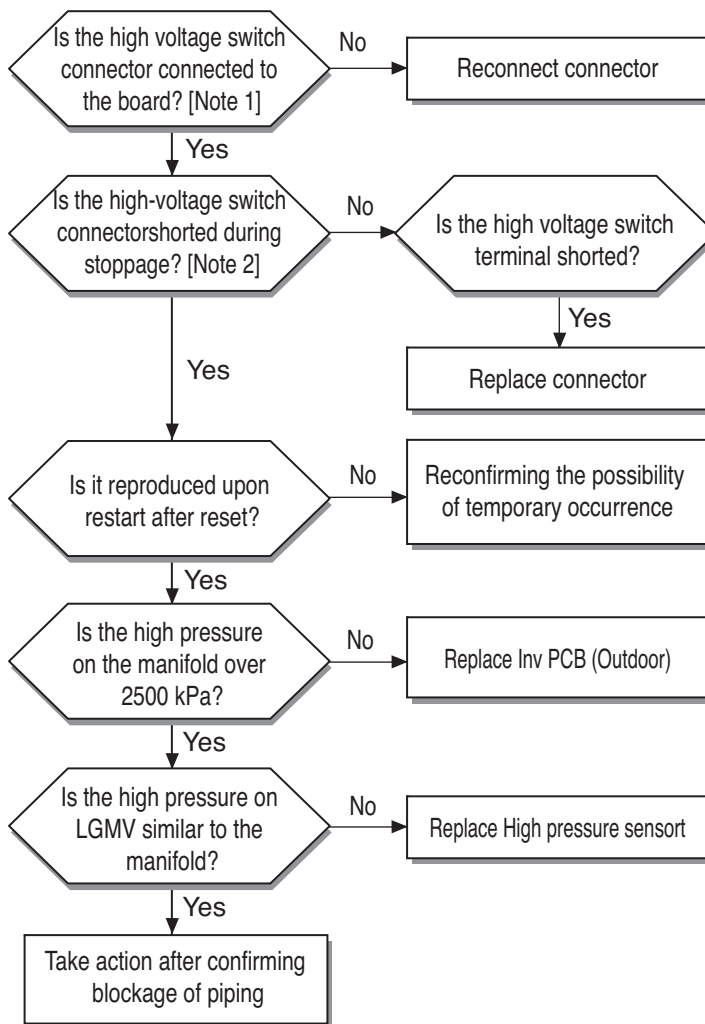 Is the high voltage switch
connector connected to
the board? [Note 1]
No
Reconnect connector
Yes
Is the high-voltage switch
connectorshorted during
stoppage? [Note 2]
No
Is the high voltage switch
terminal shorted?
Yes
Replace connector
Yes
Is it reproduced upon
restart after reset?
No
Reconfirming the possibility
of temporary occurrence
Yes
Is the high pressure
on the manifold over
2500 kPa?
No
Replace Inv PCB (Outdoor)
Yes
Is the high pressure on
LGMV similar to the
manifold?
No
Replace High pressure sensort
Yes
Take action after confirming
blockage of piping